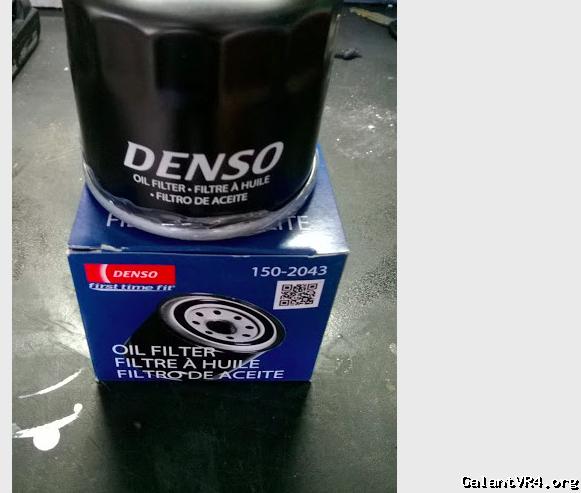 DENSO
OIL FILTER • FILTRE À HUILE
• FILTRO DE ACEITE
DENSO
first time fit
150-2043
OIL FILTER
FILTRE À HUILE
FILTRO DE ACEITE
GalantVR4.org